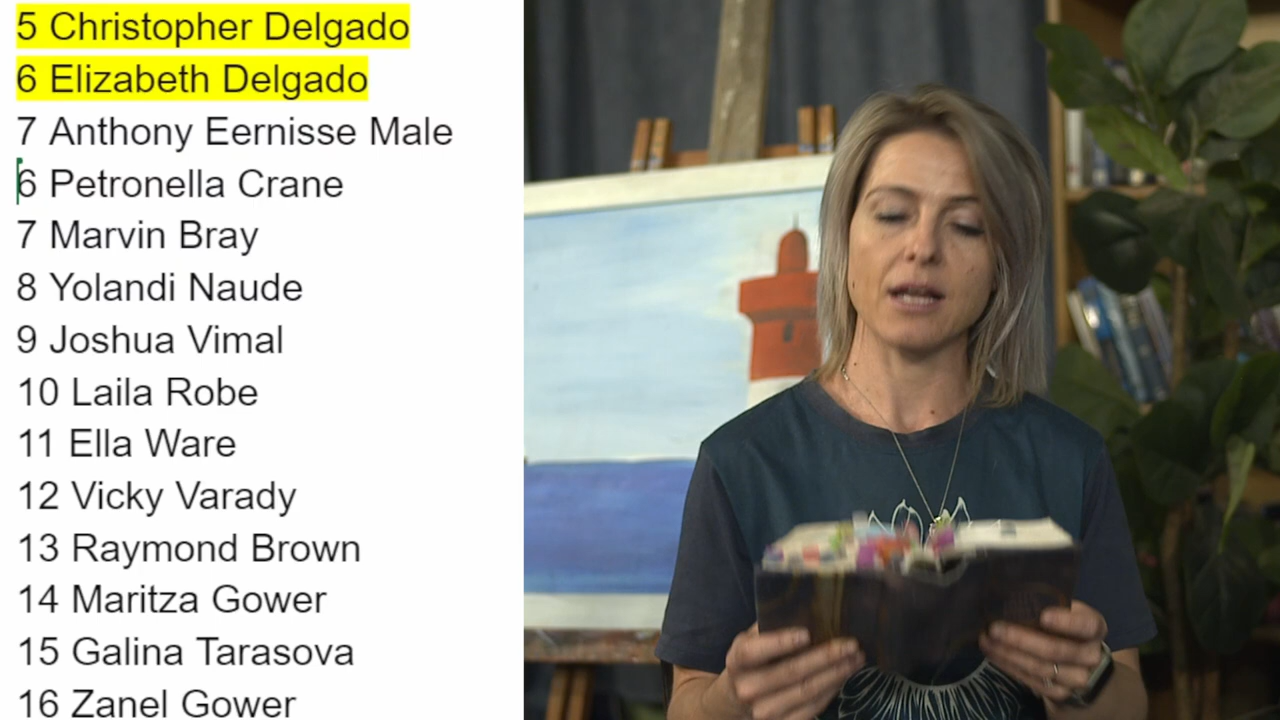 5 Christopher Delgado
6 Elizabeth Delgado
7 Anthony Eernisse Male
6 Petronella Crane
7 Marvin Bray
8 Yolandi Naude
9 Joshua Vimal
10 Laila Robe
11 Ella Ware
12 Vicky Varady
13 Raymond Brown
14 Maritza Gower
15 Galina Tarasova
16 Zanel Gower